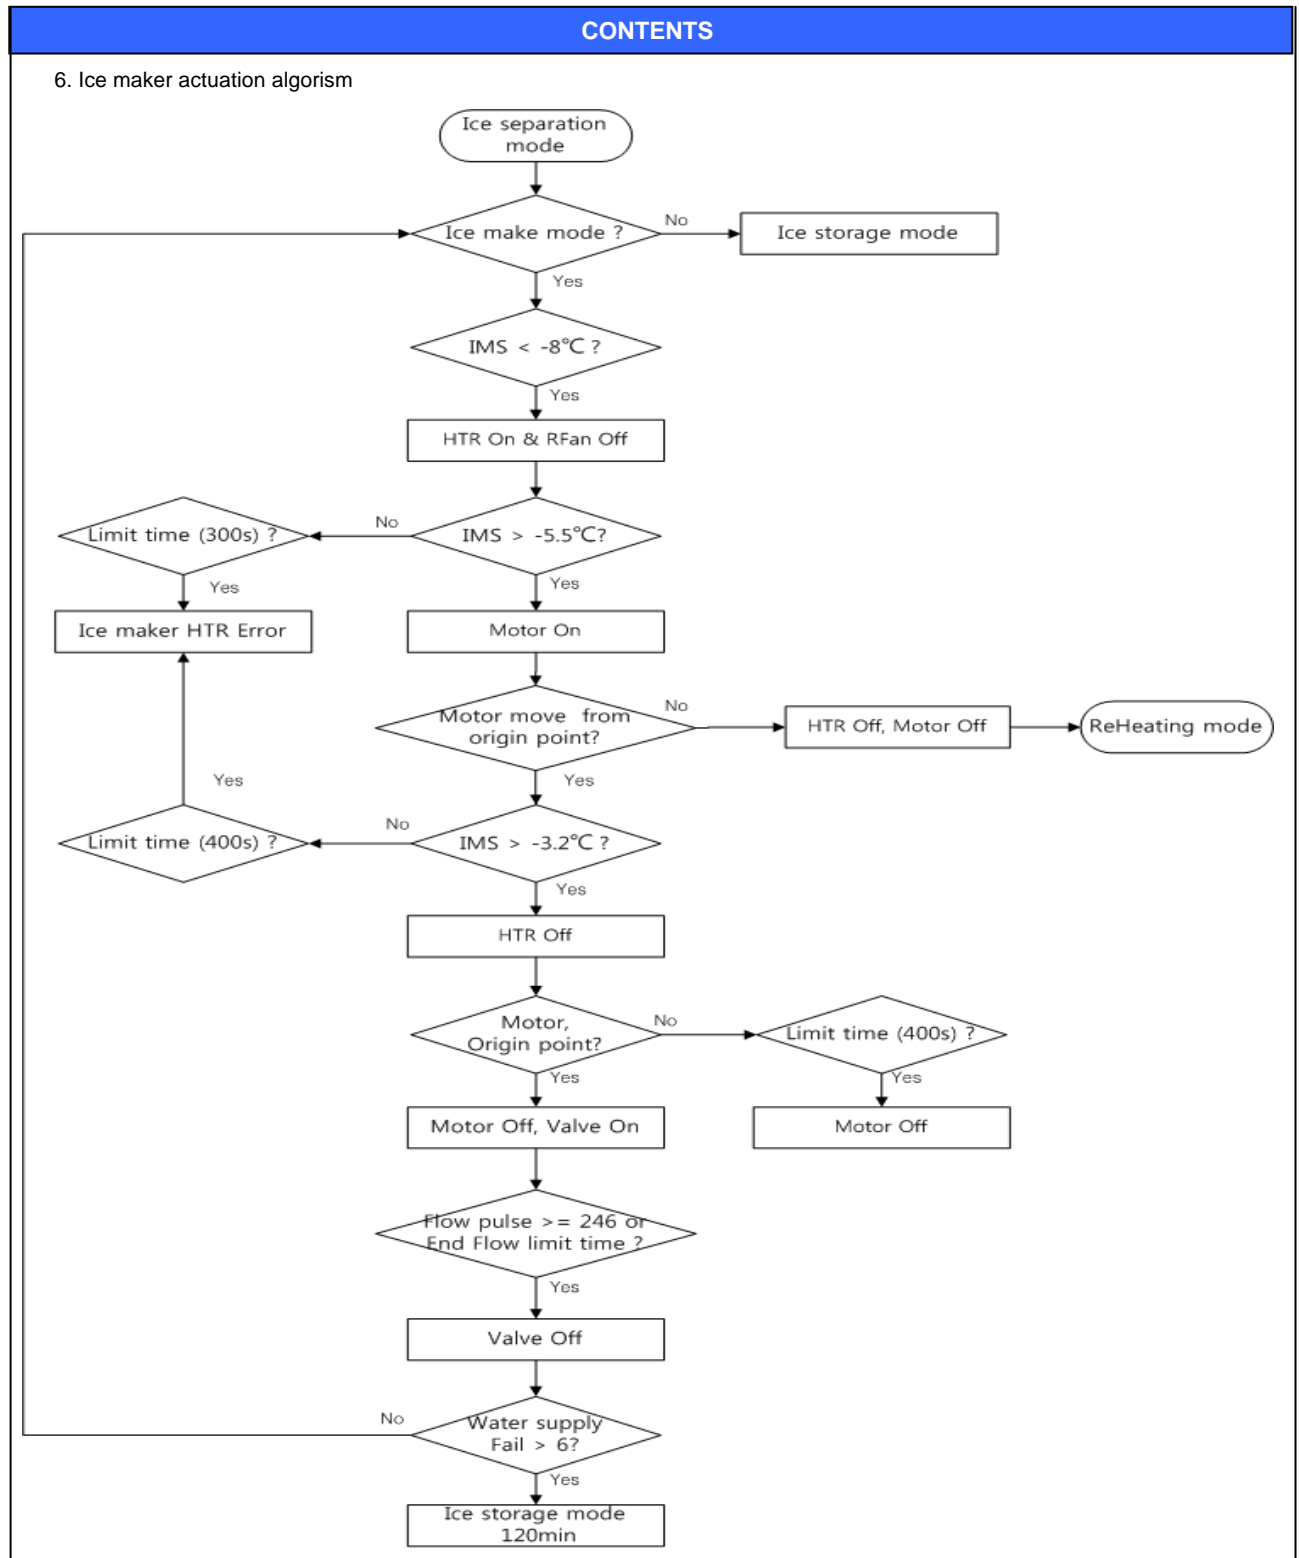 CONTENTS
6. Ice maker actuation algorism
Ice separation
mode
Ice make mode ?
No
Ice storage mode
Yes
IMS < -8℃ ?
Yes
HTR On & RFan Off
Limit time (300s) ?
No
IMS > -5.5℃?
Yes
Yes
Ice maker HTR Error
Motor On
Motor move from
origin point?
No
HTR Off, Motor Off
ReHeating mode
Yes
Yes
Limit time (400s) ?
No
IMS > -3.2℃ ?
Yes
HTR Off
Motor,
Origin point?
No
Limit time (400s) ?
Yes
Yes
Motor Off, Valve On
Motor Off
Flow pulse >= 246 or
End Flow limit time ?
Yes
Valve Off
No
Water supply
Fail > 6?
Yes
Ice storage mode
120min